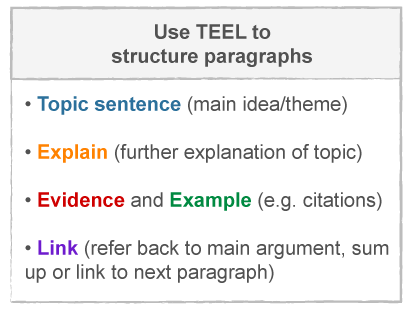 Use TEEL to
structure paragraphs
• Topic sentence (main idea/theme)
• Explain (further explanation of topic)
• Evidence and Example (e.g. citations)
• Link (refer back to main argument, sum
up or link to next paragraph)